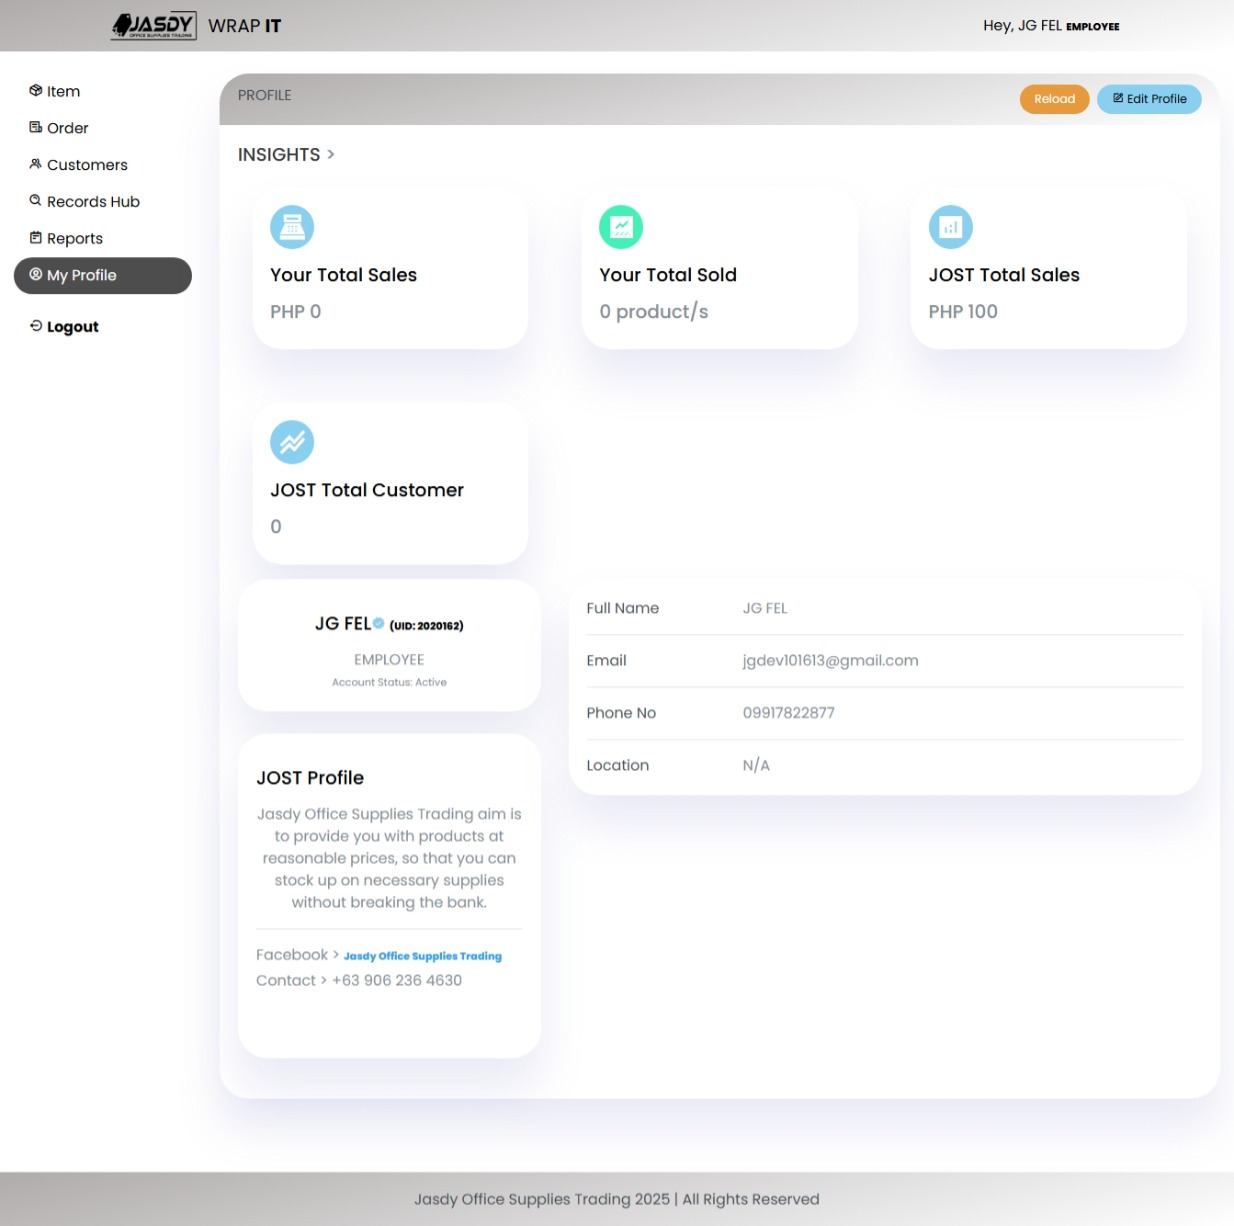 JASDY
OFFICE SUPPLIES TRADING
WRAP IT
Hey, JG FEL EMPLOYEE
Item
Order
Customers
Records Hub
Reports
My Profile
Logout
PROFILE
Reload
Edit Profile
INSIGHTS >
Your Total Sales
PHP 0
Your Total Sold
0 product/s
JOST Total Sales
PHP 100
JOST Total Customer
0
JG FEL (UID: 2020162)
EMPLOYEE
Account Status: Active
Full Name JG FEL
Email jgdev101613@gmail.com
Phone No 09917822877
Location N/A
JOST Profile
Jasdy Office Supplies Trading aim is
to provide you with products at
reasonable prices, so that you can
stock up on necessary supplies
without breaking the bank.
Facebook > Jasdy Office Supplies Trading
Contact > +63 906 236 4630
Jasdy Office Supplies Trading 2025 | All Rights Reserved